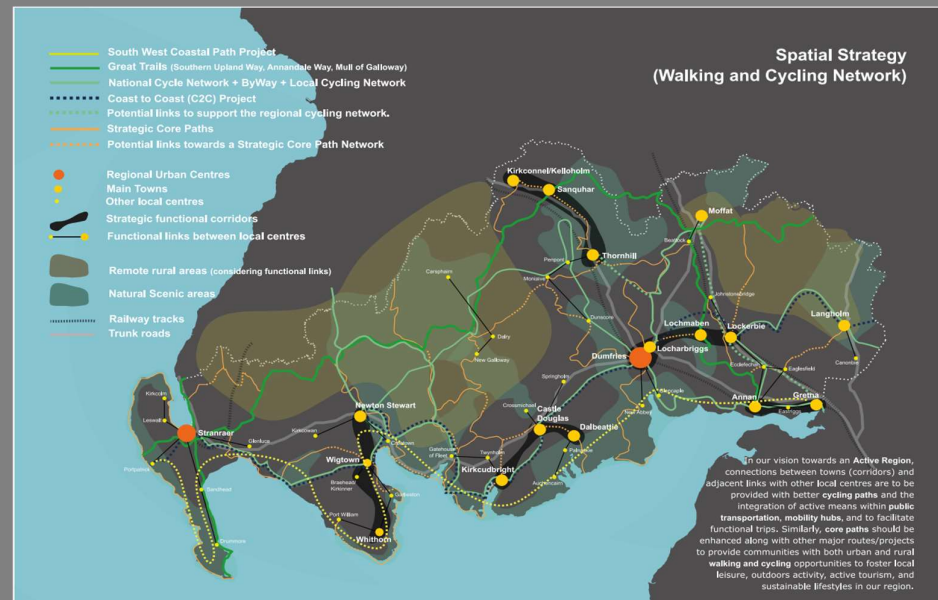 Spatial Strategy
(Walking and Cycling Network)
South West Coastal Path Project
Great Trails (Southern Upland Way, Annandale Way, Mull of Galloway)
National Cycle Network + ByWay + Local Cycling Network
Coast to Coast (C2C) Project
Potential links to support the regional cycling network.
Strategic Core Paths
Potential links towards a Strategic Core Path Network
Regional Urban Centres
Main Towns
Other local centres
Strategic functional corridors
Functional links between local centres
Remote rural areas (considering functional links)
Natural Scenic areas
Railway tracks
Trunk roads
Kirkconnel/Kelloholm
Sanquhar
Moffat
Beattock
Thornhill
Penpont
Moniaive
Carsphairn
Johnstonebridge
Dunscore
Dalry
New Galloway
Lochmaben
Lockerbie
Langholm
Locharbriggs
Dumfries
Canonbie
Ecclefechan
Eaglesfield
Springholm
Glencaple
New Abbey
Annan
Gretna
Eastriggs
Crossmichael
Castle
Douglas
Dalbeattie
Palnackie
Auchencairn
Kirkcolm
Leswalt
Stranraer
Portpatrick
Glenluce
Sandhead
Drummore
Newton Stewart
Kirkcowan
Creetown
Gatehouse
of Fleet
Twynholm
Kirkcudbright
Wigtown
Braehead/
Kirkinner
Garlieston
Port William
Whithorn
In our vision towards an Active Region,
connections between towns (corridors) and
adjacent links with other local centres are to be
provided with better cycling paths and the
integration of active means within public
transportation, mobility hubs, and to facilitate
functional trips. Similarly, core paths should be
enhanced along with other major routes/projects
to provide communities with both urban and rural
walking and cycling opportunities to foster local
leisure, outdoors activity, active tourism, and
sustainable lifestyles in our region.